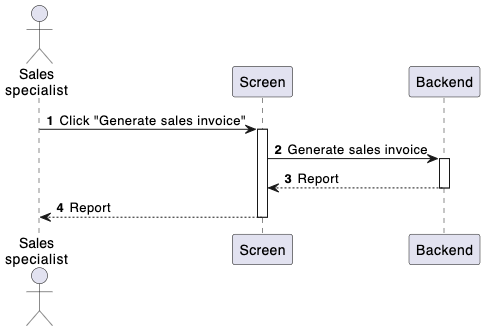 Sales
specialist
Screen
Backend
1 Click "Generate sales invoice"
2 Generate sales invoice
3 Report
4 Report
Sales
specialist
Screen
Backend